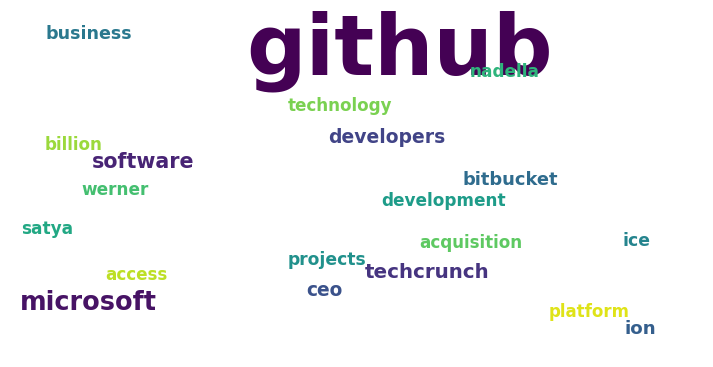 business
github
nadella
technology
developers
billion
software
werner
bitbucket
development
satya
acquisition
ice
projects
access
techcrunch
ceo
microsoft
platform
ion